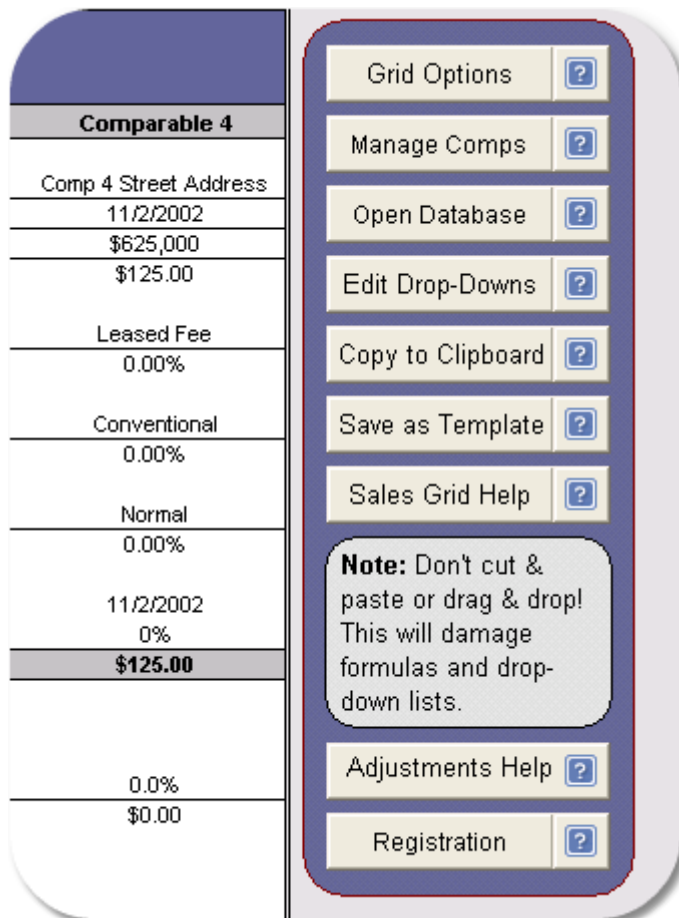 Comparable 4
Comp 4 Street Address
11/2/2002
$625,000
$125.00
Leased Fee
0.00%
Conventional
0.00%
Normal
0.00%
11/2/2002
0%
$125.00
0.0%
$0.00
Grid Options ?
Manage Comps ?
Open Database ?
Edit Drop-Downs ?
Copy to Clipboard ?
Save as Template ?
Sales Grid Help ?
Note: Don't cut &
paste or drag & drop!
This will damage
formulas and drop-
down lists.
Adjustments Help ?
Registration ?